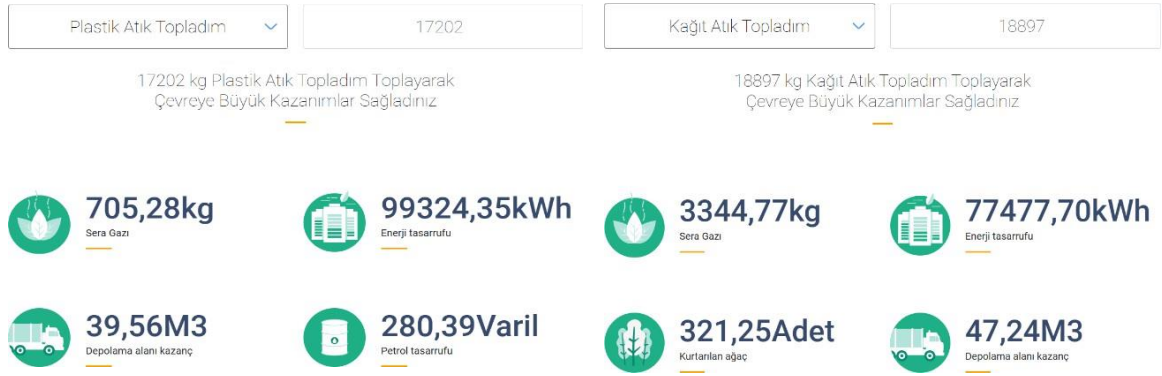 Plastik Atık Topladım
17202
17202 kg Plastik Atık Topladım Toplayarak
Çevreye Büyük Kazanımlar Sağladınız
705,28kg
Sera Gazı
99324,35kWh
Enerji tasarrufu
39,56M3
Depolama alanı kazanç
280,39Varil
Petrol tasarrufu
Kağıt Atık Topladım
18897
18897 kg Kağıt Atık Topladım Toplayarak
Çevreye Büyük Kazanımlar Sağladınız
3344,77kg
Sera Gazı
77477,70kWh
Enerji tasarrufu
321,25Adet
Kurtarılan ağaç
47,24M3
Depolama alanı kazanç